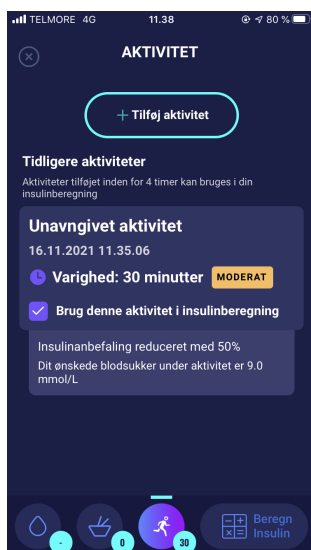 TELMORE 4G 11.38 80 %
AKTIVITET
+ Tilføj aktivitet
Tidligere aktiviteter
Aktiviteter tilføjet inden for 4 timer kan bruges i din
insulinberegning
Unavngivet aktivitet
16.11.2021 11.35.06
Varighed: 30 minutter MODERAT
Brug denne aktivitet i insulinberegning
Insulinanbefaling reduceret med 50%
Dit ønskede blodsukker under aktivitet er 9.0
mmol/L
Beregn
Insulin
- 0 30